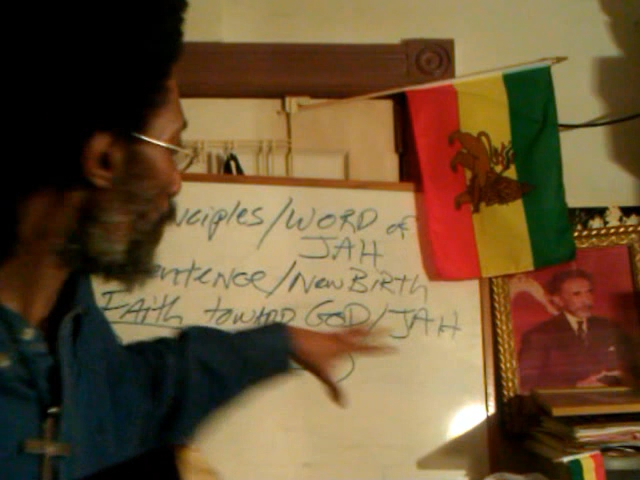 nciples/WORD of
JAH
entence/New BIRTH
FAith towARD GOD/JAH